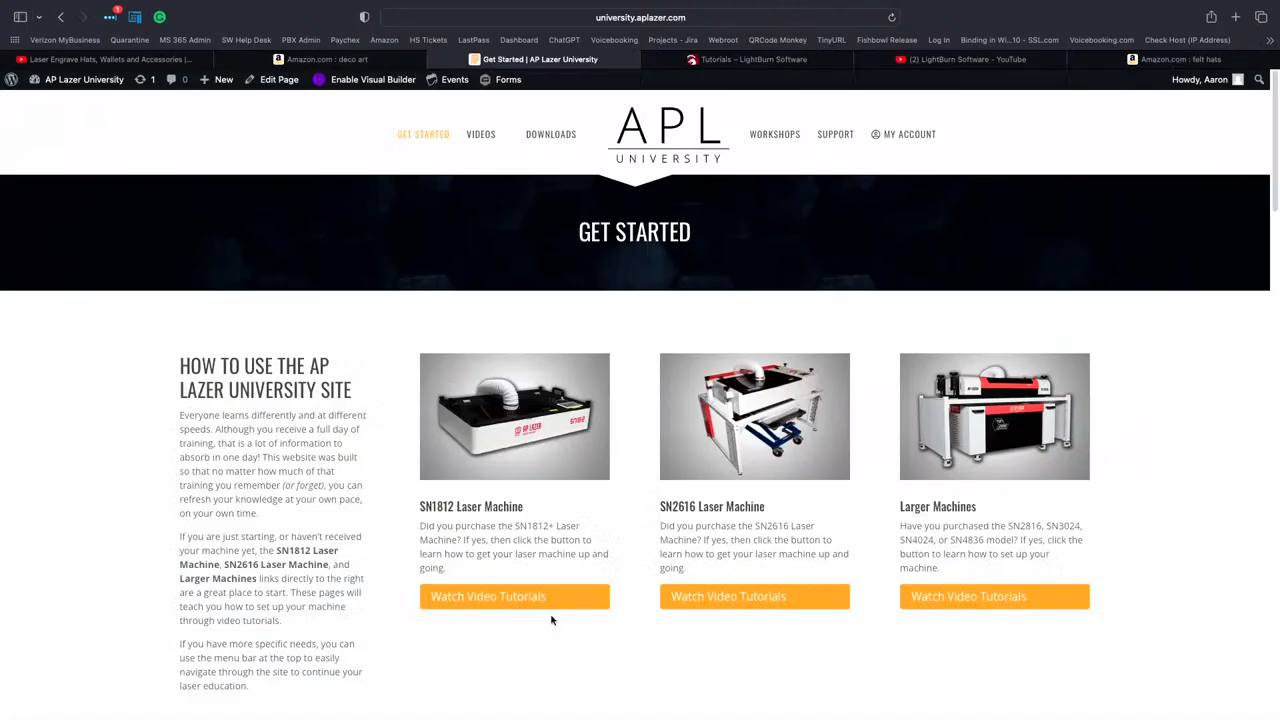 university.aplazer.com
Verizon MyBusiness Quarantine MS 365 Admin SW Help Desk PBX Admin Paychex Amazon HS Tickets LastPass Dashboard ChatGPT Voicebooking Projects - Jira Webroot QRCode Monkey TinyURL Fishbowl Release Log In Binding in Wi...10 - SSL.com Voicebooking.com Check Host (IP Address)
Laser Engrave Hats, Wallets and Accessories |... Amazon.com : deco art Get Started | AP Lazer University Tutorials – LightBurn Software (2) LightBurn Software - YouTube Amazon.com : felt hats
AP Lazer University 1 0 New Edit Page Enable Visual Builder Events Forms Howdy, Aaron
GET STARTED VIDEOS DOWNLOADS APL UNIVERSITY WORKSHOPS SUPPORT MY ACCOUNT
GET STARTED
HOW TO USE THE AP
LAZER UNIVERSITY SITE
Everyone learns differently and at different
speeds. Although you receive a full day of
training, that is a lot of information to
absorb in one day! This website was built
so that no matter how much of that
training you remember (or forget), you can
refresh your knowledge at your own pace,
on your own time.
If you are just starting, or haven't received
your machine yet, the SN1812 Laser
Machine, SN2616 Laser Machine, and
Larger Machines links directly to the right
are a great place to start. These pages will
teach you how to set up your machine
through video tutorials.
If you have more specific needs, you can
use the menu bar at the top to easily
navigate through the site to continue your
laser education.
SN1812 Laser Machine
Did you purchase the SN1812+ Laser
Machine? If yes, then click the button to
learn how to get your laser machine up and
going.
Watch Video Tutorials
SN2616 Laser Machine
Did you purchase the SN2616 Laser
Machine? If yes, then click the button to
learn how to get your laser machine up and
going.
Watch Video Tutorials
Larger Machines
Have you purchased the SN2816, SN3024,
SN4024, or SN4836 model? If yes, click the
button to learn how to set up your
machine.
Watch Video Tutorials